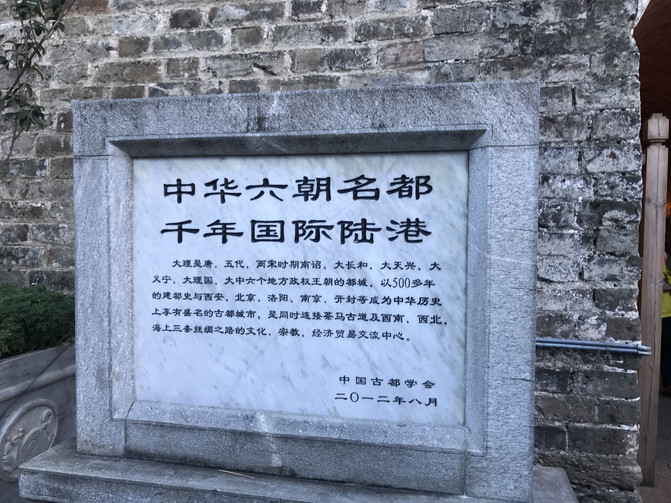 中华六朝名都
千年国际陆港
大理是唐、五代、两宋时期南诏、大长和、大天兴、大
义宁、大理国、大中六个地方政权王朝的都城，以500多年
的建都史与西安、北京、洛阳、南京、开封等成为中华历史
上享有盛名的古都城市，是同时连接茶马古道及西南、西北，
海上三条丝绸之路的文化、宗教、经济贸易交流中心。
中国古都学会
二〇一二年八月